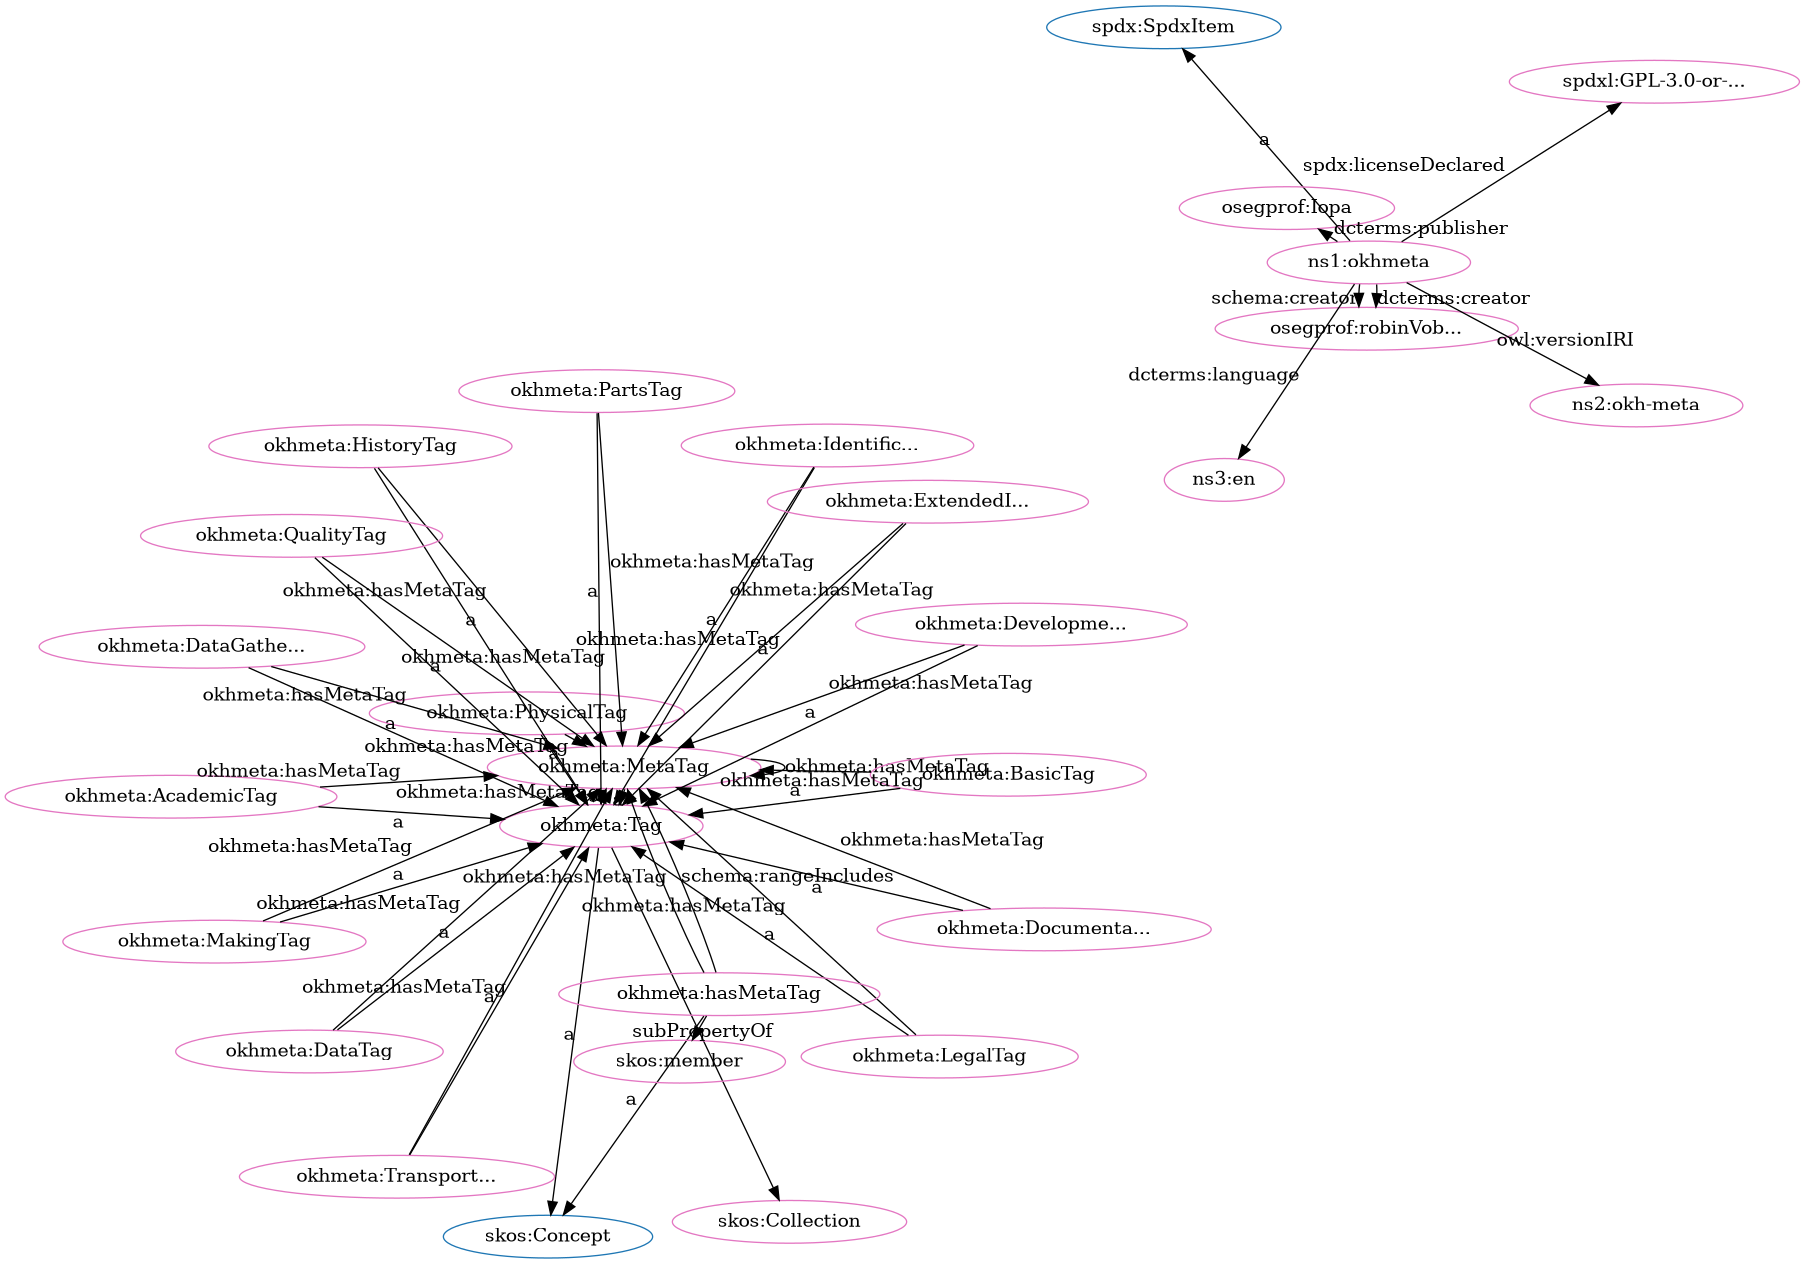 spdx:SpdxItem
spdxl:GPL-3.0-or-...
a
spdx:licenseDeclared
osegprof:Iopa
dcterms:publisher
ns1:okhmeta
schema:creator
dcterms:creator
osegprof:robinVob...
owl:versionIRI
dcterms:language
ns2:okh-meta
ns3:en
okhmeta:PartsTag
okhmeta:HistoryTag
okhmeta:Identific...
okhmeta:ExtendedI...
okhmeta:QualityTag
okhmeta:hasMetaTag
okhmeta:hasMetaTag
a
okhmeta:hasMetaTag
a
a
okhmeta:Developme...
okhmeta:hasMetaTag
a
okhmeta:DataGathe...
okhmeta:hasMetaTag
a
okhmeta:hasMetaTag
okhmeta:hasMetaTag
a
a
okhmeta:PhysicalTag
okhmeta:hasMetaTag
a
okhmeta:MetaTag
okhmeta:hasMetaTag
okhmeta:hasMetaTag
okhmeta:BasicTag
okhmeta:hasMetaTag
a
okhmeta:AcademicTag
okhmeta:hasMetaTag
a
okhmeta:Tag
okhmeta:hasMetaTag
okhmeta:hasMetaTag
a
okhmeta:hasMetaTag
schema:rangeIncludes
a
okhmeta:hasMetaTag
okhmeta:hasMetaTag
a
a
okhmeta:MakingTag
okhmeta:Documenta...
okhmeta:hasMetaTag
a
okhmeta:hasMetaTag
subPropertyOf
a
okhmeta:DataTag
skos:member
okhmeta:LegalTag
a
okhmeta:Transport...
skos:Concept
skos:Collection